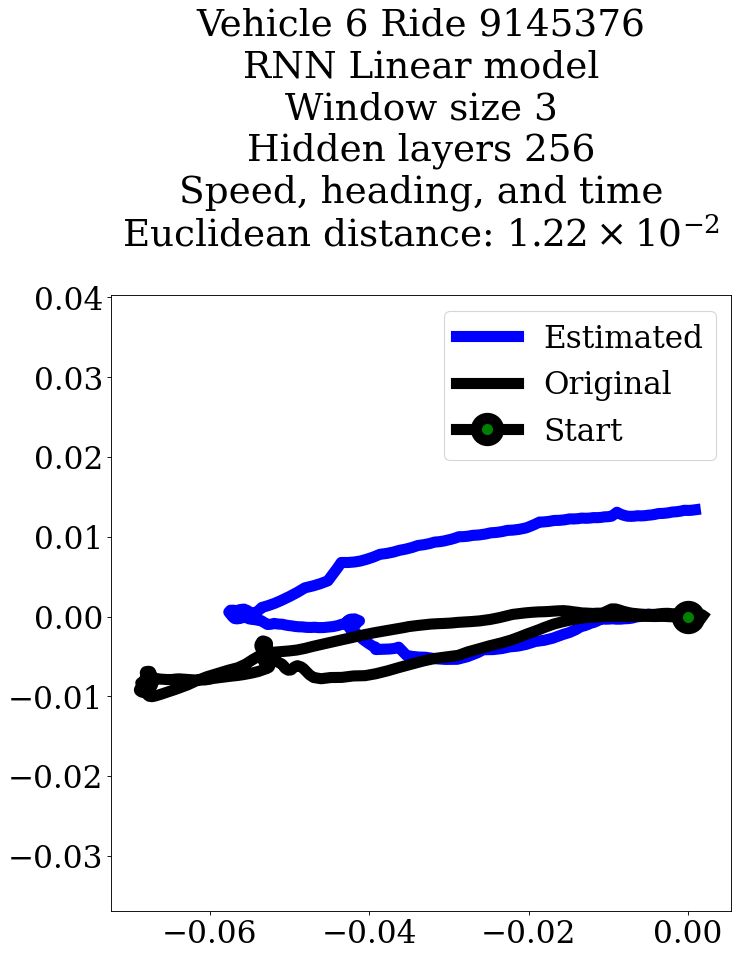 Vehicle 6 Ride 9145376
RNN Linear model
Window size 3
Hidden layers 256
Speed, heading, and time
Euclidean distance: 1.22 × 10⁻²
0.04
0.03
0.02
0.01
0.00
−0.01
−0.02
−0.03
Estimated
Original
Start
−0.06
−0.04
−0.02
0.00